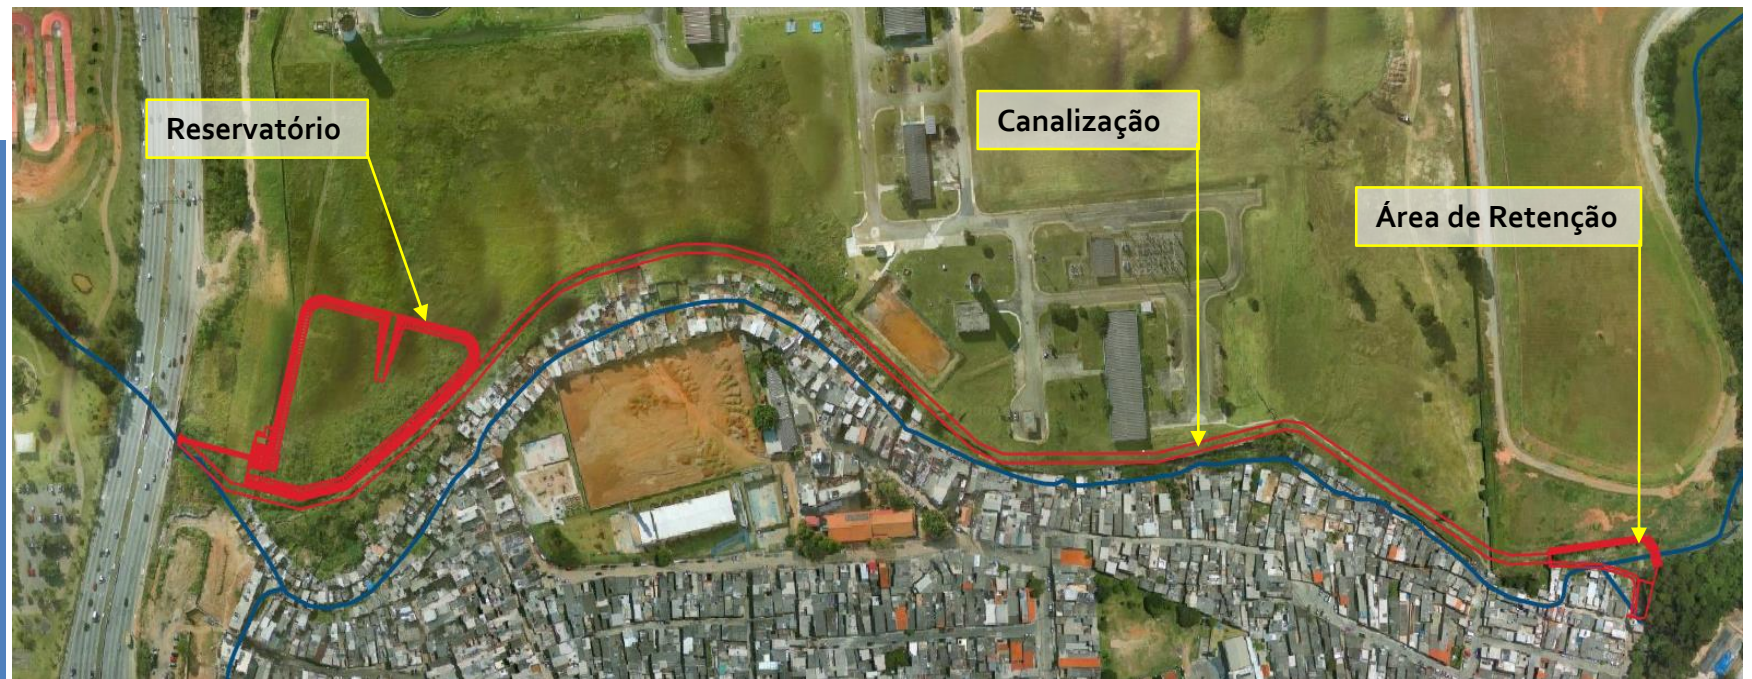 Reservatório
Canalização
Área de Retenção